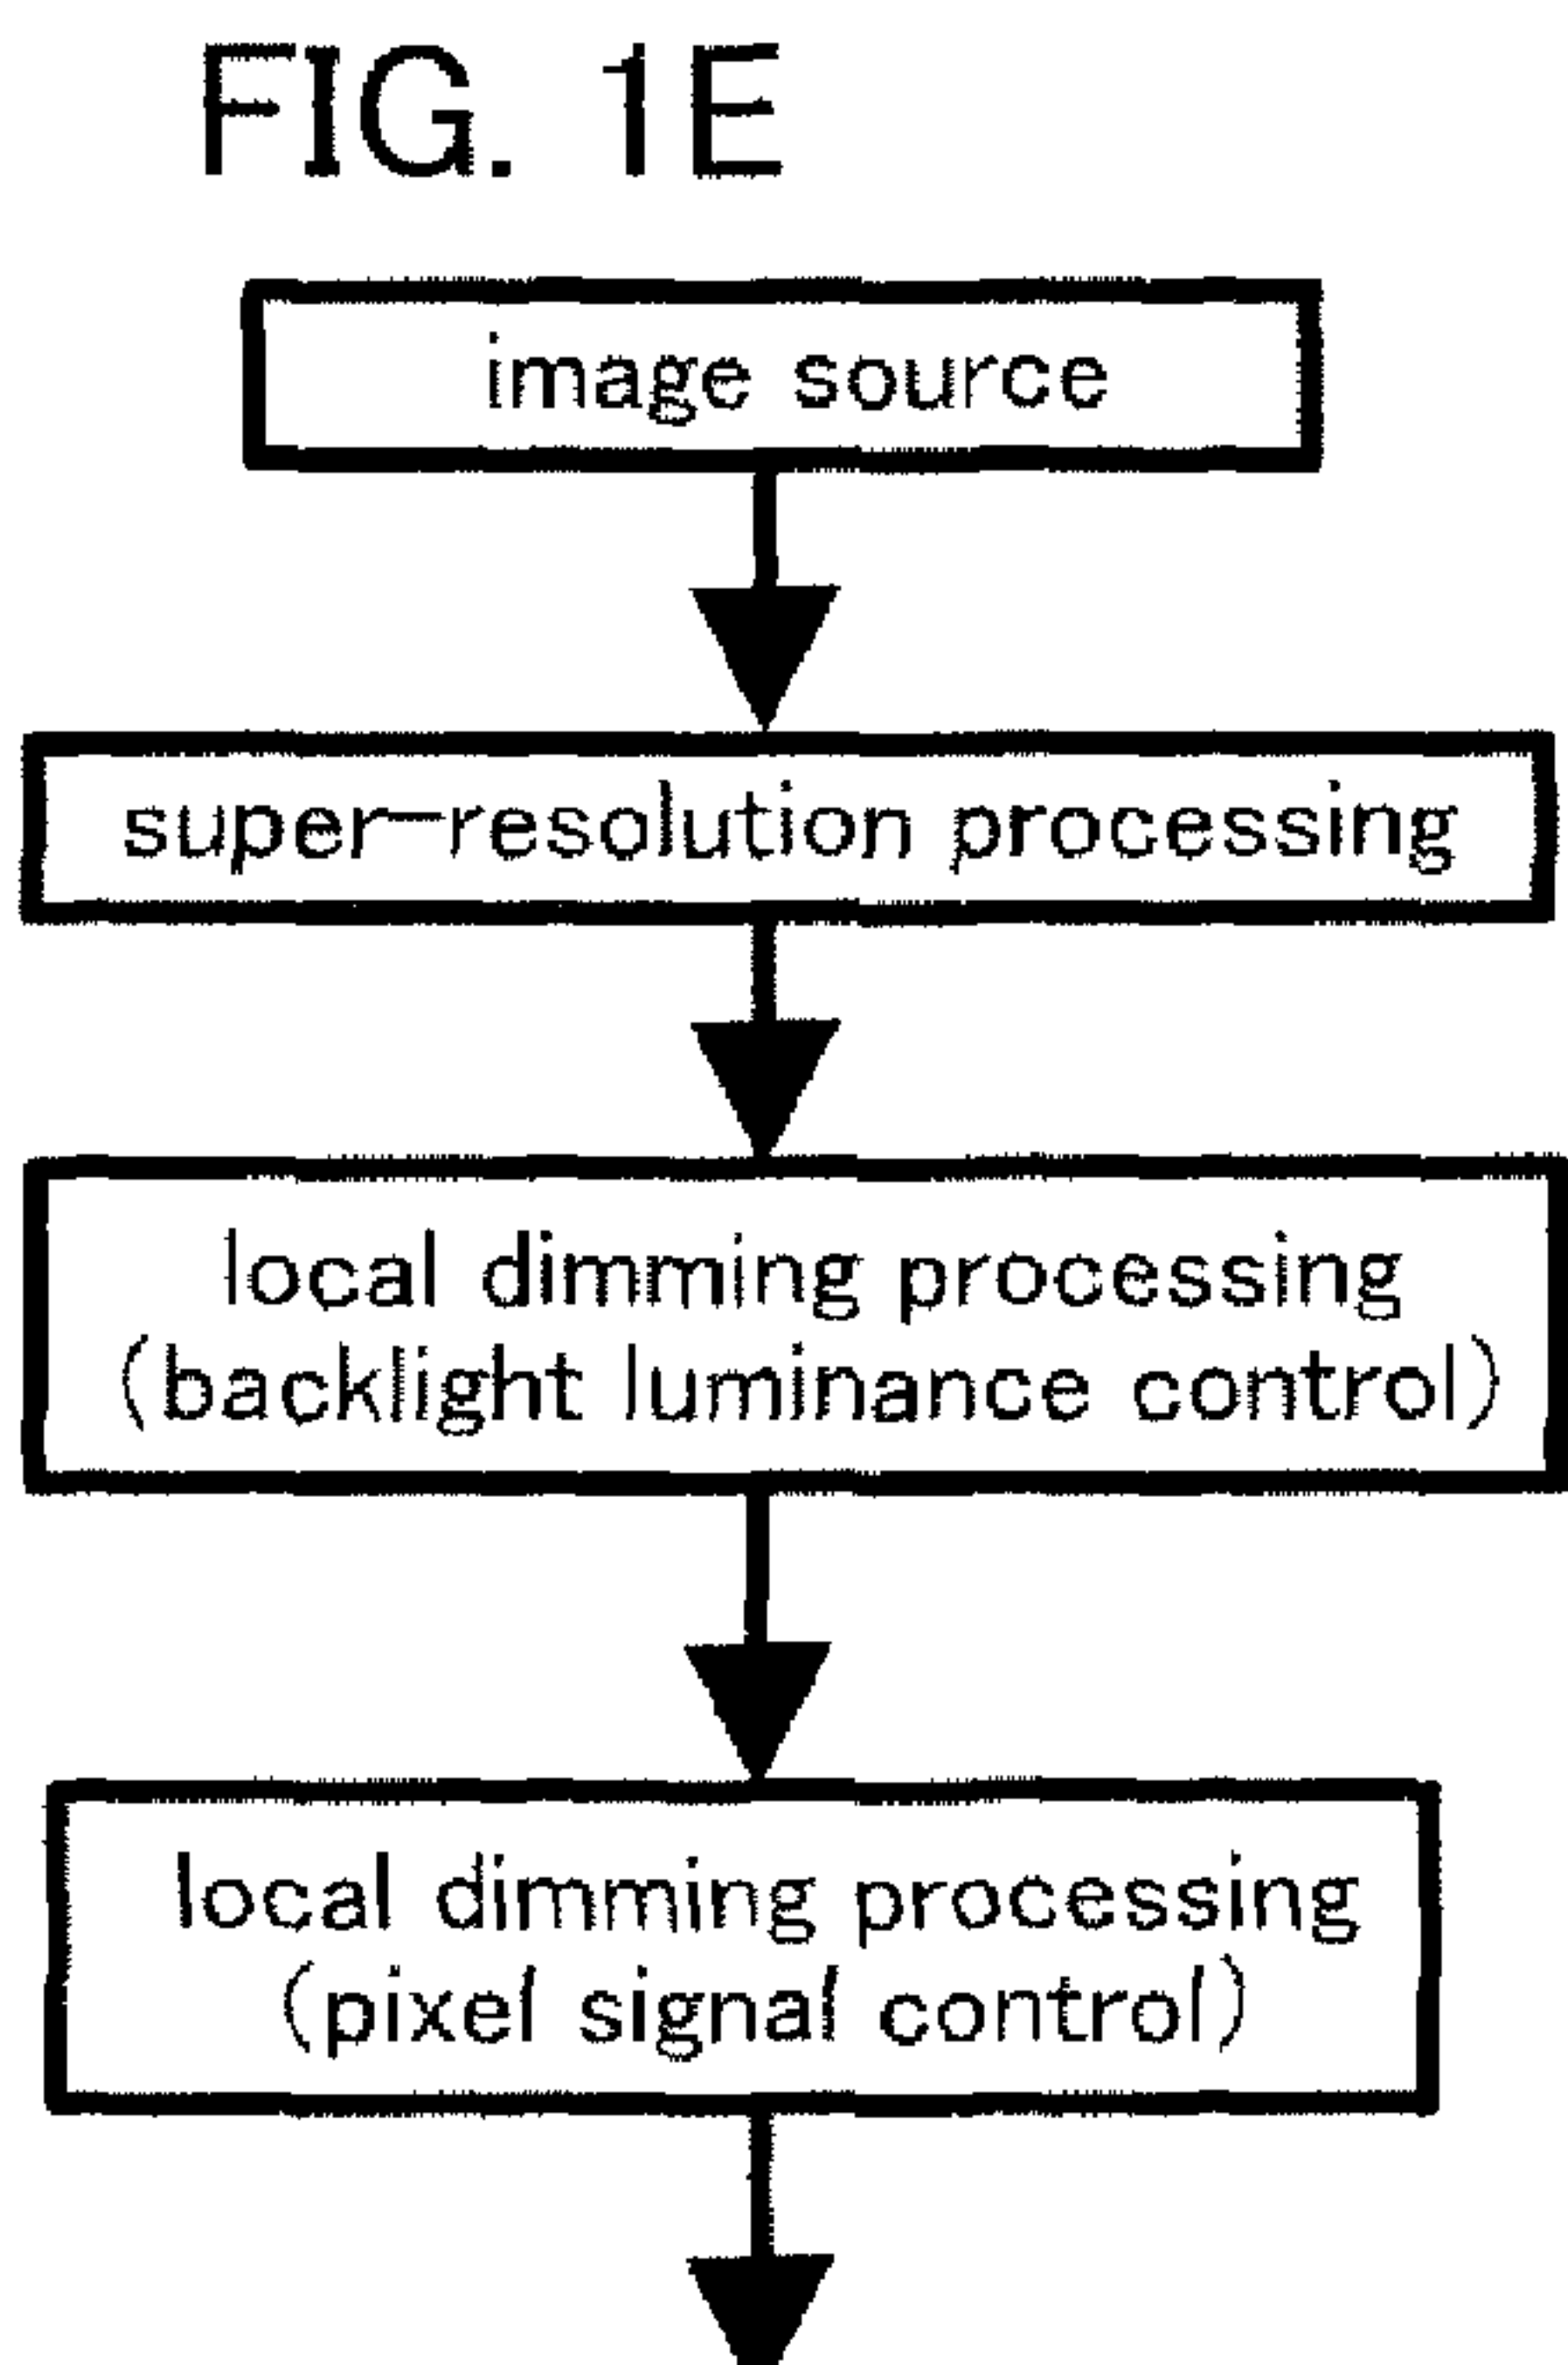 FIG. 1E
image source
super-resolution processing
local dimming processing
(backlight luminance control)
local dimming processing
(pixel signal control)